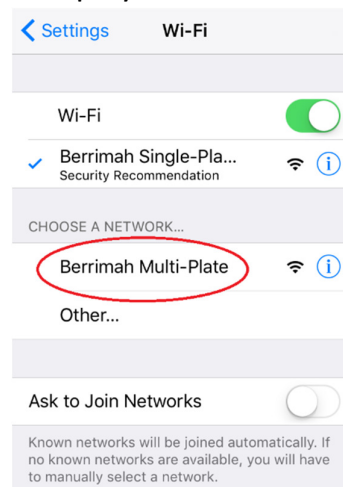 Settings Wi-Fi
Wi-Fi
Berrimah Single-Pla...
Security Recommendation
CHOOSE A NETWORK...
Berrimah Multi-Plate
Other...
Ask to Join Networks
Known networks will be joined automatically. If
no known networks are available, you will have
to manually select a network.